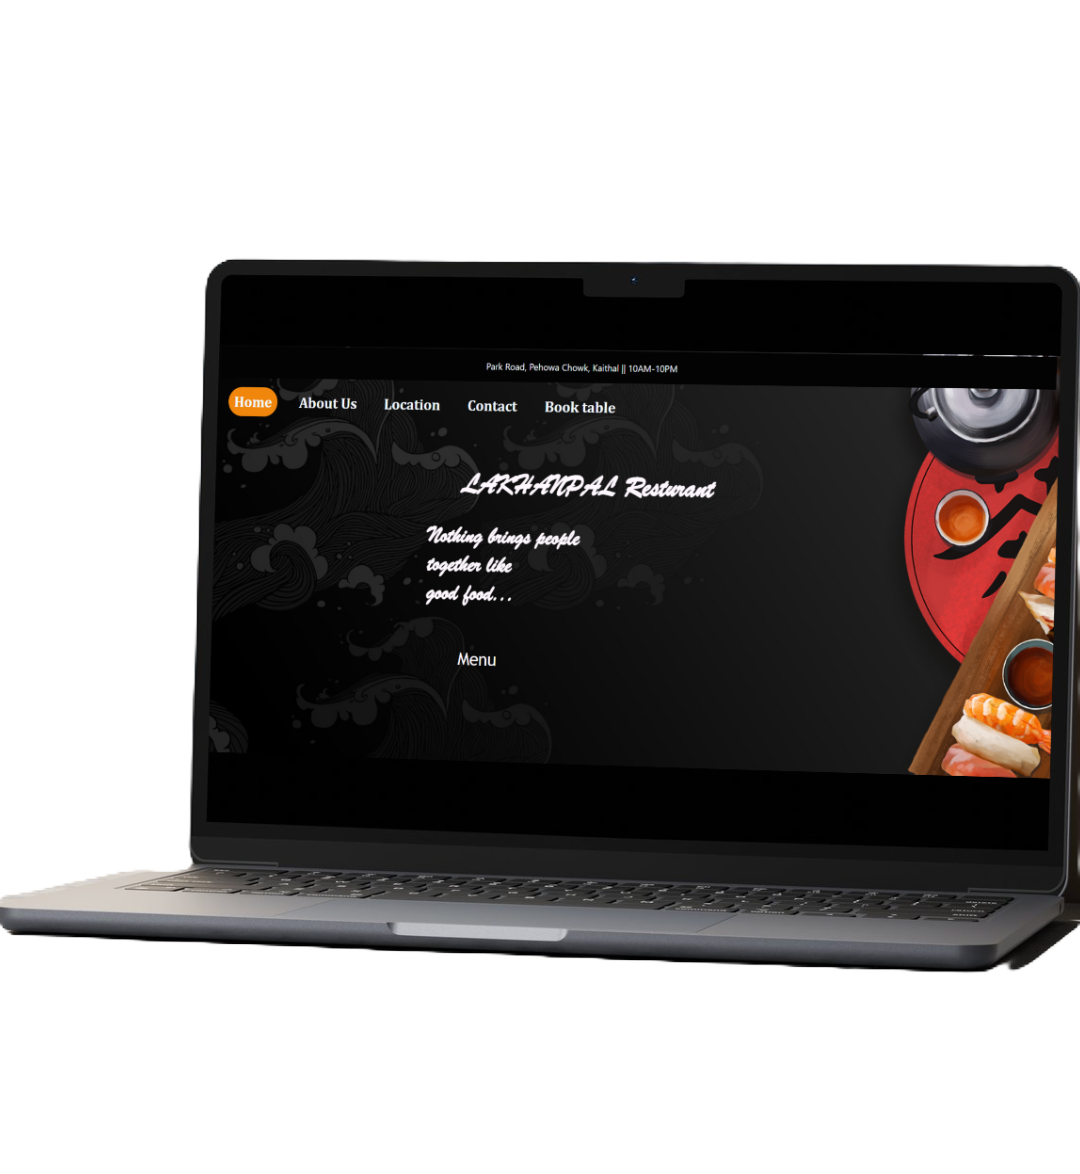 Park Road, Pehowa Chowk, Kaithal || 10AM-10PM
Home About Us Location Contact Book table
LAKHANPAL Resturant
Nothing brings people
together like
good food...
Menu